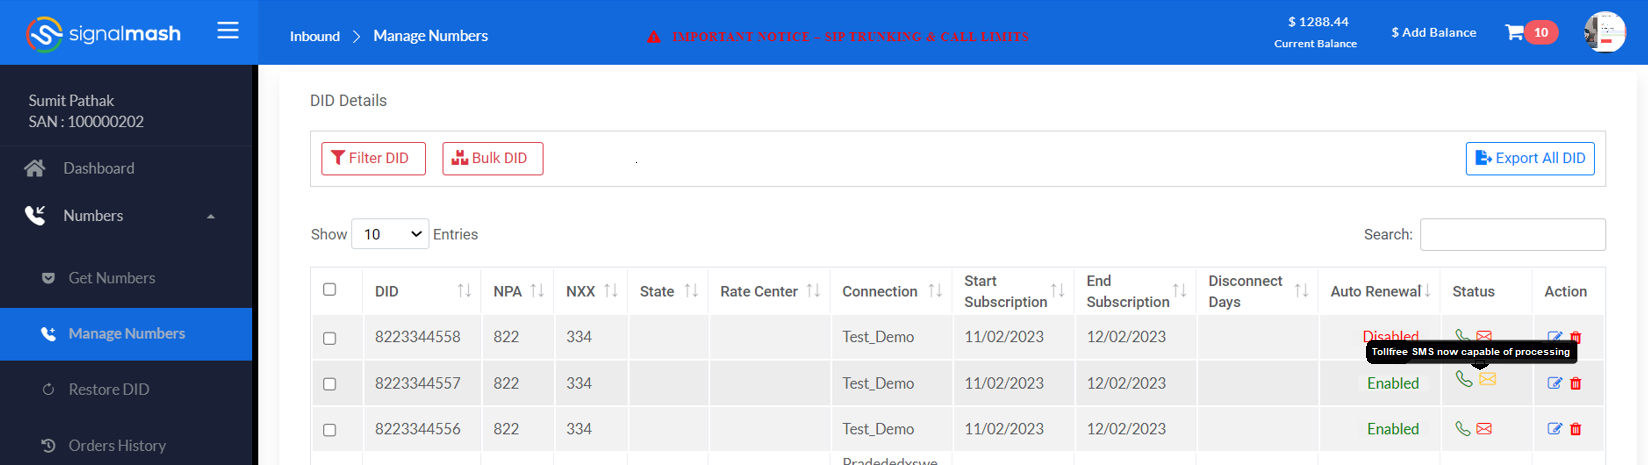 signalmash
Inbound > Manage Numbers
IMPORTANT NOTICE – SIP TRUNKING & CALL LIMITS
$ 1288.44
Current Balance
$ Add Balance
10
Sumit Pathak
SAN : 100000202
Dashboard
Numbers
Get Numbers
Manage Numbers
Restore DID
Orders History
DID Details
Filter DID
Bulk DID
.
Export All DID
Show 10 Entries
Search:
DID NPA NXX State Rate Center Connection Start Subscription End Subscription Disconnect Days Auto Renewal Status Action
8223344558 822 334 Test_Demo 11/02/2023 12/02/2023 Disabled
Tollfree SMS now capable of processing
8223344557 822 334 Test_Demo 11/02/2023 12/02/2023 Enabled
8223344556 822 334 Test_Demo 11/02/2023 12/02/2023 Enabled
Pradededxswe